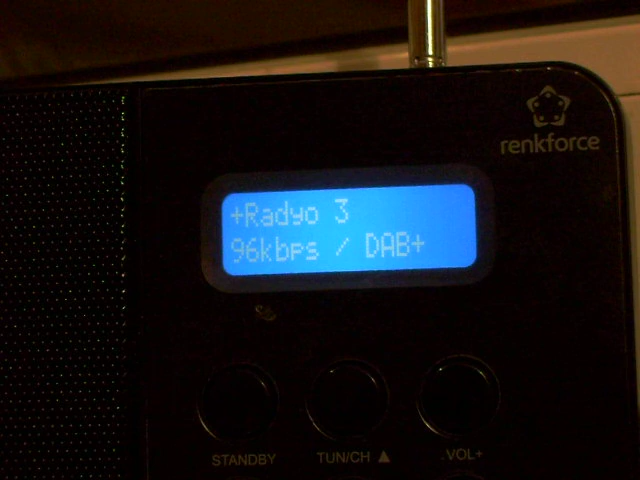 renkforce
+Radyo 3
96kbps / DAB+
STANDBY
TUN/CH ▲
VOL+